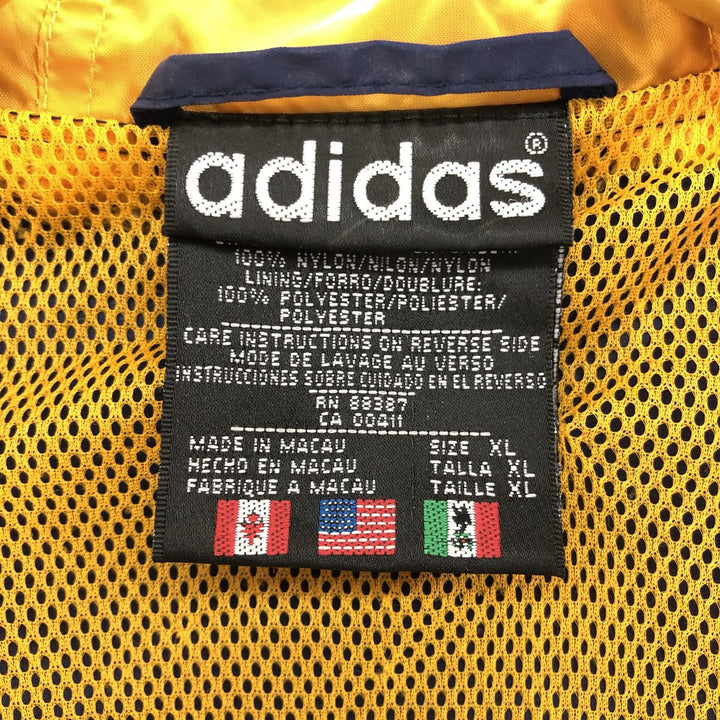 adidas®
100% NYLON/NILON/NYLON
LINING/FORRO/DOUBLURE:
100% POLYESTER/POLIESTER/
POLYESTER
CARE INSTRUCTIONS ON REVERSE SIDE
MODE DE LAVAGE AU VERSO
INSTRUCCIONES SOBRE CUIDADO EN EL REVERSO
RN 88387
CA 00411
MADE IN MACAU SIZE XL
HECHO EN MACAU TALLA XL
FABRIQUE A MACAU TAILLE XL